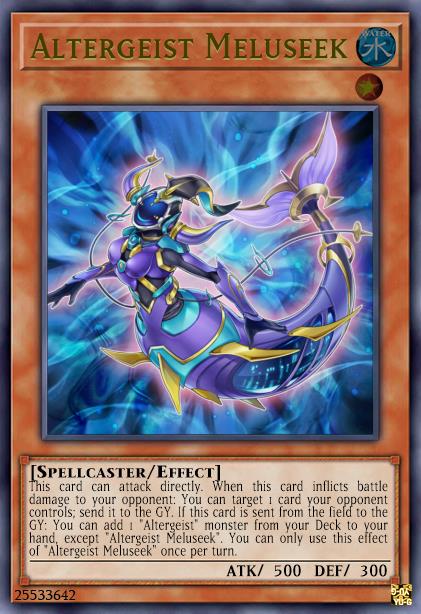 ALTERGEIST MELUSEEK
WATER
水
[SPELLCASTER/EFFECT]
This card can attack directly. When this card inflicts battle
damage to your opponent: You can target 1 card your opponent
controls; send it to the GY. If this card is sent from the field to the
GY: You can add 1 "Altergeist" monster from your Deck to your
hand, except "Altergeist Meluseek". You can only use this effect
of "Altergeist Meluseek" once per turn.
ATK/ 500 DEF/ 300
25533642